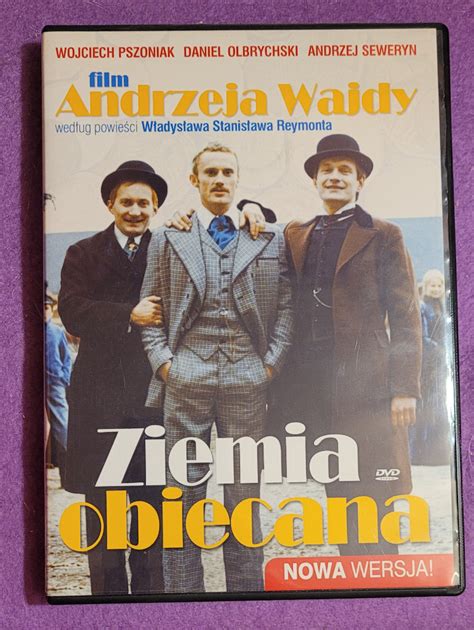 WOJCIECH PSZONIAK DANIEL OLBRYCHSKI ANDRZEJ SEWERYN
film
Andrzeja Wajdy
według powieści Władysława Stanisława Reymonta
Ziemia
DVD
obiecana
NOWA WERSJA!